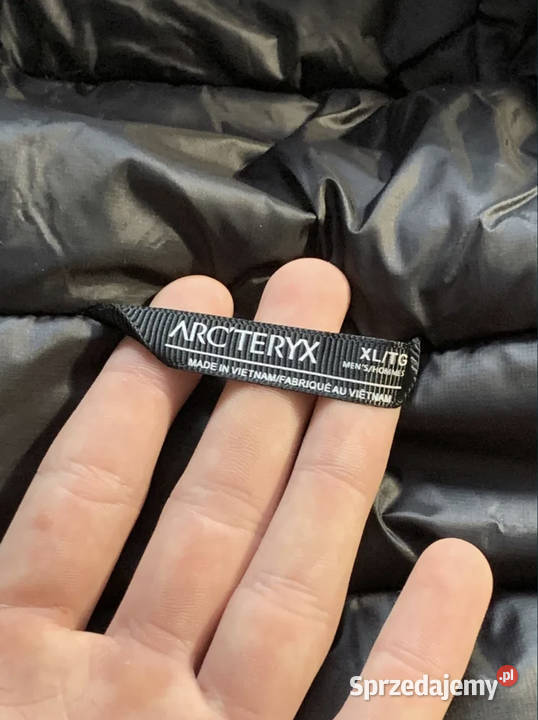 ARC'TERYX
XL/TG
MEN'S/HOMMES
MADE IN VIETNAM/FABRIQUÉ AU VIETNAM
Sprzedajemy.pl